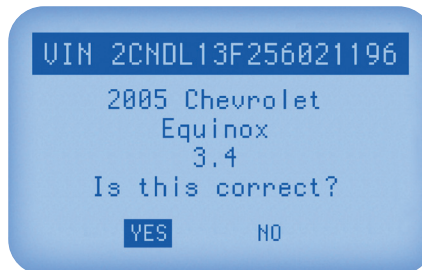 VIN 2CNDL13F256021196
2005 Chevrolet
Equinox
3.4
Is this correct?
YES NO